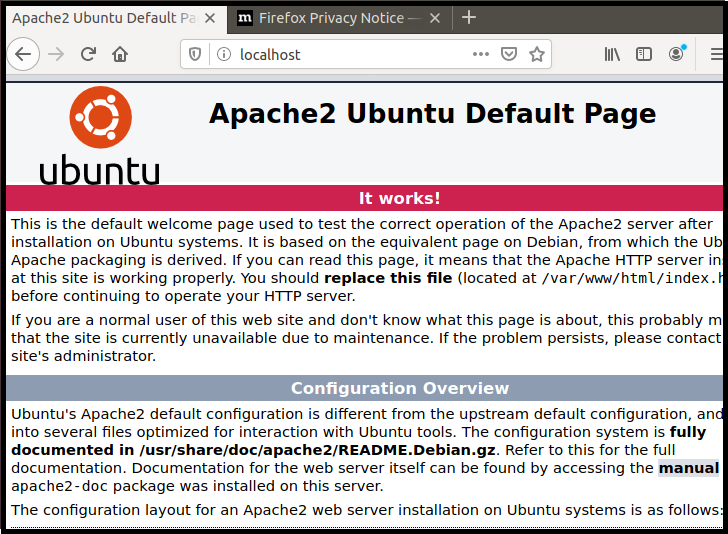 Apache2 Ubuntu Default Pa
Firefox Privacy Notice —
localhost
ubuntu
Apache2 Ubuntu Default Page
It works!
This is the default welcome page used to test the correct operation of the Apache2 server after
installation on Ubuntu systems. It is based on the equivalent page on Debian, from which the Ub
Apache packaging is derived. If you can read this page, it means that the Apache HTTP server in
at this site is working properly. You should replace this file (located at /var/www/html/index.h
before continuing to operate your HTTP server.
If you are a normal user of this web site and don't know what this page is about, this probably m
that the site is currently unavailable due to maintenance. If the problem persists, please contact
site's administrator.
Configuration Overview
Ubuntu's Apache2 default configuration is different from the upstream default configuration, and
into several files optimized for interaction with Ubuntu tools. The configuration system is fully
documented in /usr/share/doc/apache2/README.Debian.gz. Refer to this for the full
documentation. Documentation for the web server itself can be found by accessing the manual
apache2-doc package was installed on this server.
The configuration layout for an Apache2 web server installation on Ubuntu systems is as follows: